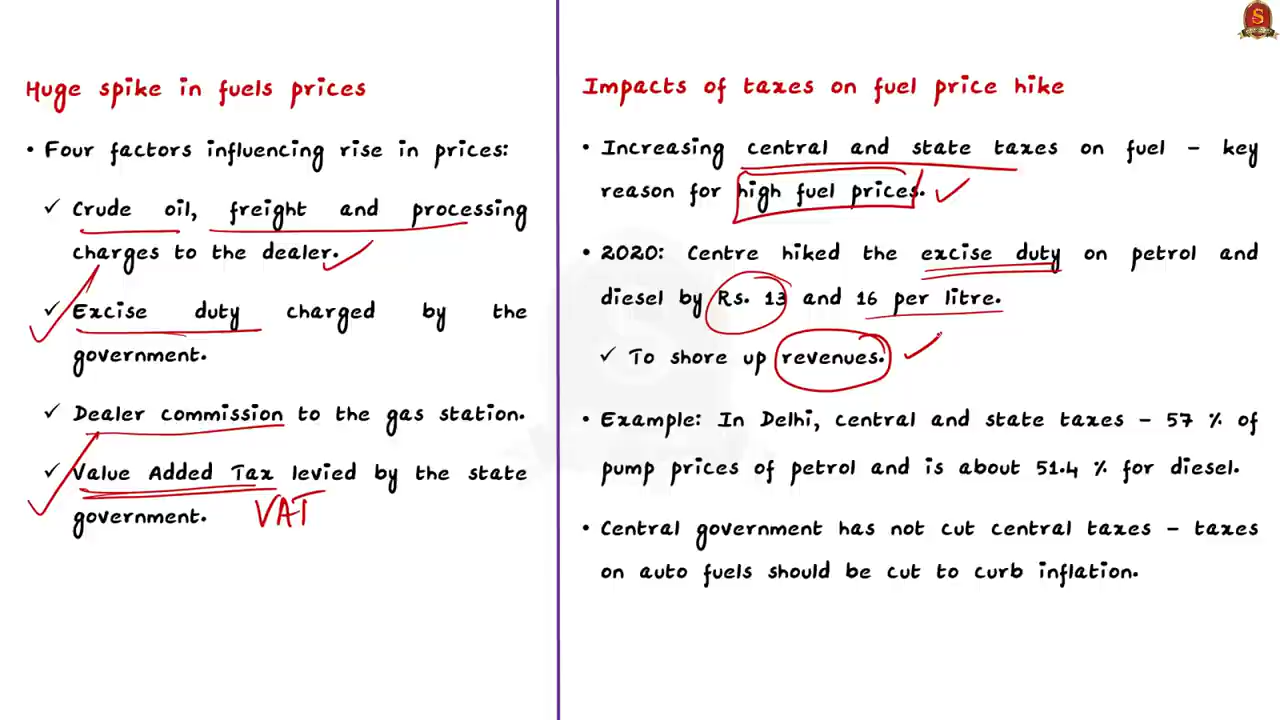 Huge spike in fuels prices
• Four factors influencing rise in prices:
✓ Crude oil, freight and processing
charges to the dealer.
✓ Excise duty charged by the
government.
✓ Dealer commission to the gas station.
✓ Value Added Tax levied by the state
government.
VAT
Impacts of taxes on fuel price hike
• Increasing central and state taxes on fuel – key
reason for high fuel prices.
• 2020: Centre hiked the excise duty on petrol and
diesel by Rs. 13 and 16 per litre.
✓ To shore up revenues.
• Example: In Delhi, central and state taxes – 57 % of
pump prices of petrol and is about 51.4 % for diesel.
• Central government has not cut central taxes – taxes
on auto fuels should be cut to curb inflation.